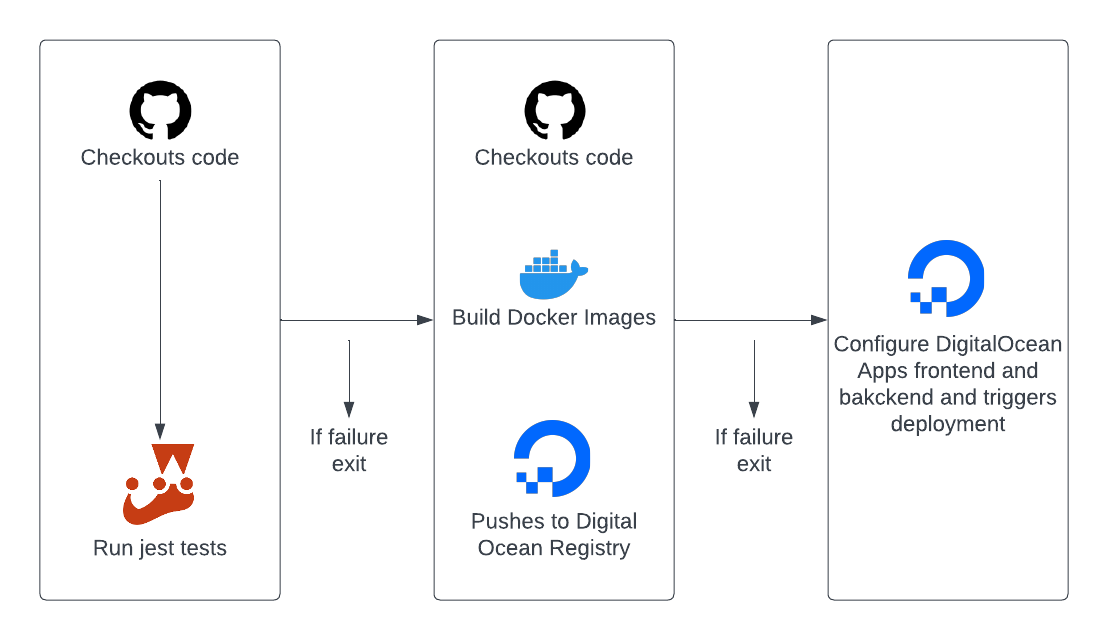 Checkouts code
Run jest tests
If failure
exit
Checkouts code
Build Docker Images
Pushes to Digital
Ocean Registry
If failure
exit
Configure DigitalOcean
Apps frontend and
bakckend and triggers
deployment